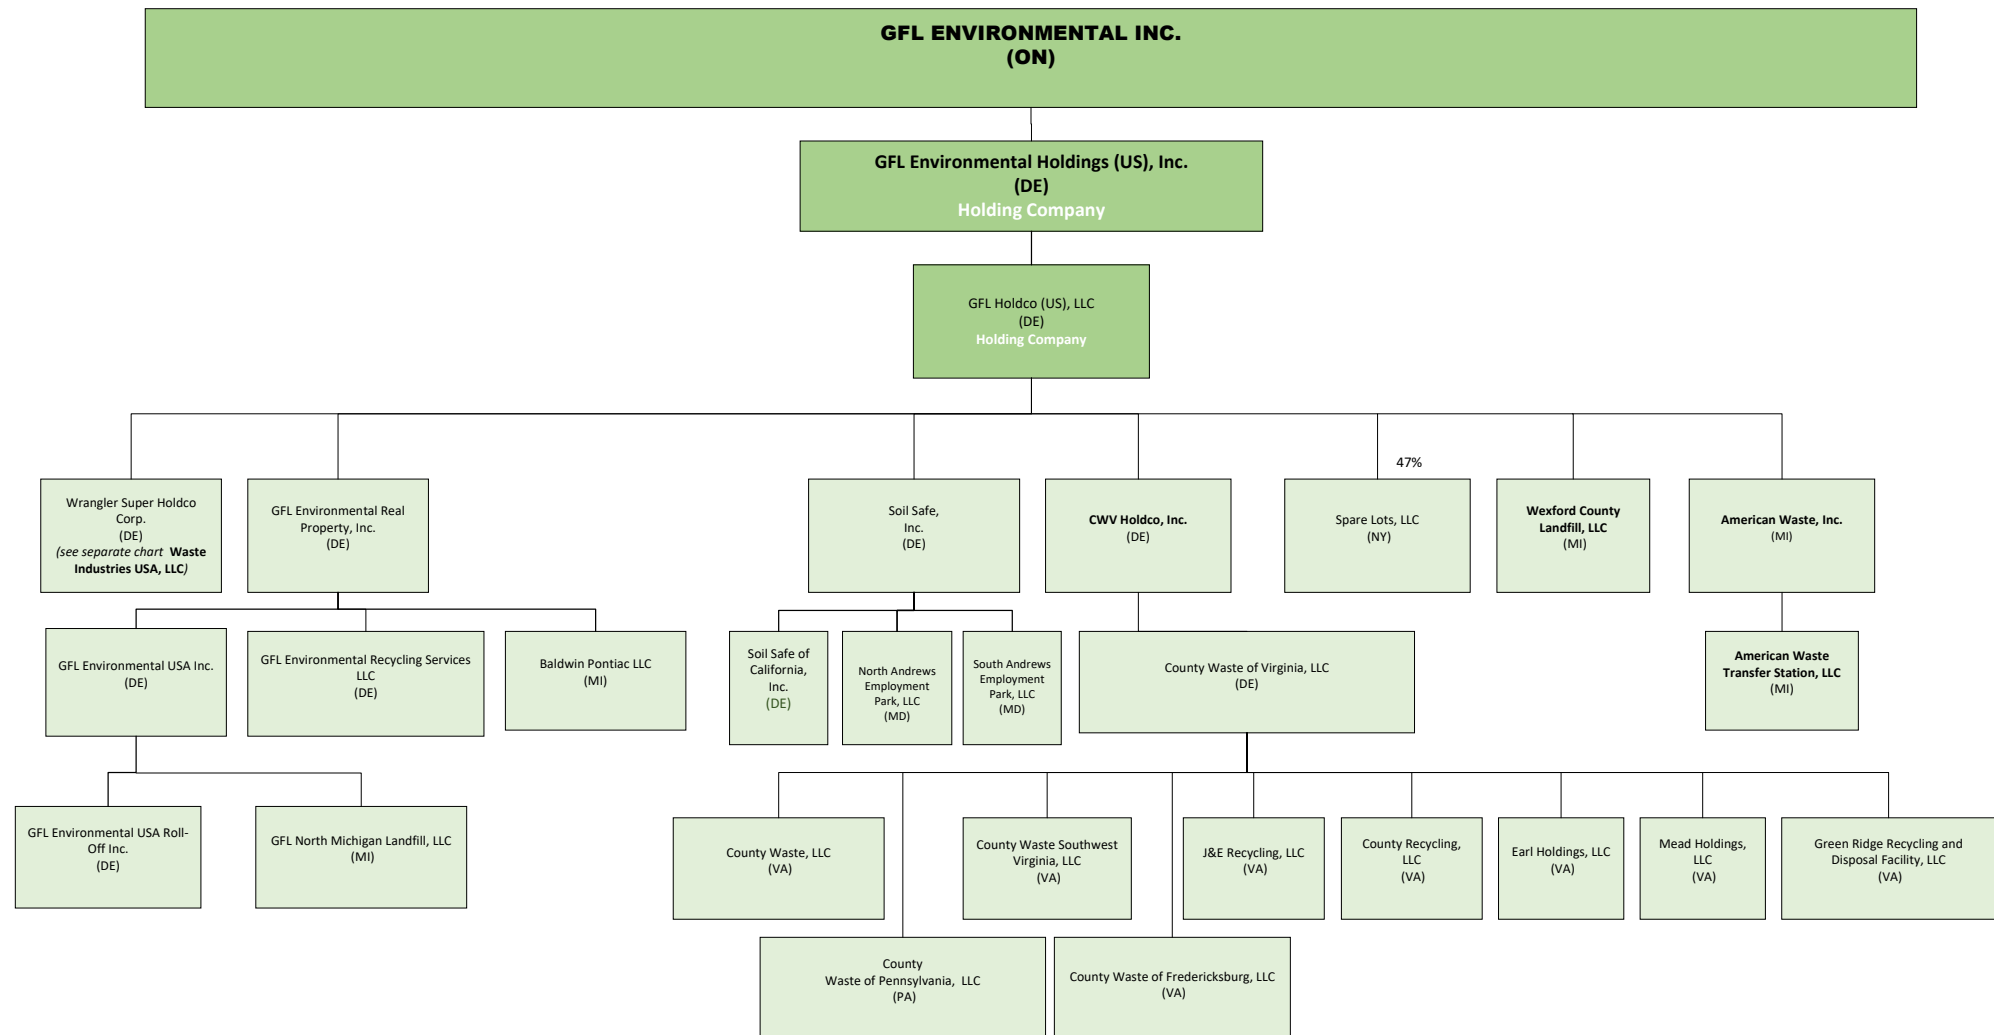 GFL ENVIRONMENTAL INC.
(ON)
GFL Environmental Holdings (US), Inc.
(DE)
Holding Company
GFL Holdco (US), LLC
(DE)
Holding Company
47%
Wrangler Super Holdco
Corp.
(DE)
(see separate chart Waste
Industries USA, LLC)
GFL Environmental Real
Property, Inc.
(DE)
Soil Safe,
Inc.
(DE)
CWV Holdco, Inc.
(DE)
Spare Lots, LLC
(NY)
Wexford County
Landfill, LLC
(MI)
American Waste, Inc.
(MI)
GFL Environmental USA Inc.
(DE)
GFL Environmental Recycling Services
LLC
(DE)
Baldwin Pontiac LLC
(MI)
Soil Safe of
California,
Inc.
(DE)
North Andrews
Employment
Park, LLC
(MD)
South Andrews
Employment
Park, LLC
(MD)
County Waste of Virginia, LLC
(DE)
American Waste
Transfer Station, LLC
(MI)
GFL Environmental USA Roll-
Off Inc.
(DE)
GFL North Michigan Landfill, LLC
(MI)
County Waste, LLC
(VA)
County Waste Southwest
Virginia, LLC
(VA)
J&E Recycling, LLC
(VA)
County Recycling,
LLC
(VA)
Earl Holdings, LLC
(VA)
Mead Holdings,
LLC
(VA)
Green Ridge Recycling and
Disposal Facility, LLC
(VA)
County
Waste of Pennsylvania, LLC
(PA)
County Waste of Fredericksburg, LLC
(VA)